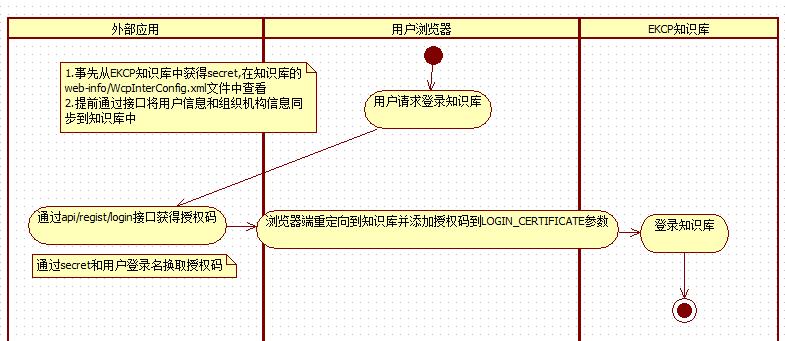 外部应用
用户浏览器
EKCP知识库
1.事先从EKCP知识库中获得secret,在知识库的
web-info/WcpInterConfig.xml文件中查看
2.提前通过接口将用户信息和组织机构信息同
步到知识库中
用户请求登录知识库
通过api/regist/login接口获得授权码
浏览器端重定向到知识库并添加授权码到LOGIN_CERTIFICATE参数
登录知识库
通过secret和用户登录名换取授权码